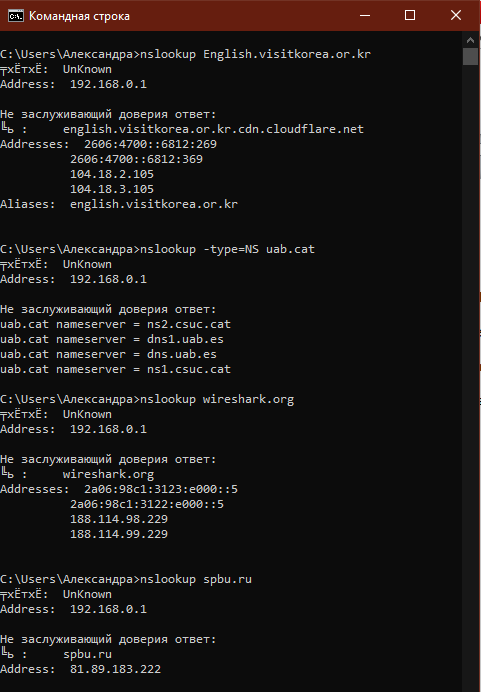 Командная строка
C:\Users\Александра>nslookup English.visitkorea.or.kr
╤хЁтхЁ:  UnKnown
Address:  192.168.0.1
Не заслуживающий доверия ответ:
╚ь :     english.visitkorea.or.kr.cdn.cloudflare.net
Addresses:  2606:4700::6812:269
2606:4700::6812:369
104.18.2.105
104.18.3.105
Aliases:  english.visitkorea.or.kr
C:\Users\Александра>nslookup -type=NS uab.cat
╤хЁтхЁ:  UnKnown
Address:  192.168.0.1
Не заслуживающий доверия ответ:
uab.cat nameserver = ns2.csuc.cat
uab.cat nameserver = dns1.uab.es
uab.cat nameserver = dns.uab.es
uab.cat nameserver = ns1.csuc.cat
C:\Users\Александра>nslookup wireshark.org
╤хЁтхЁ:  UnKnown
Address:  192.168.0.1
Не заслуживающий доверия ответ:
╚ь :     wireshark.org
Addresses:  2a06:98c1:3123:e000::5
2a06:98c1:3122:e000::5
188.114.98.229
188.114.99.229
C:\Users\Александра>nslookup spbu.ru
╤хЁтхЁ:  UnKnown
Address:  192.168.0.1
Не заслуживающий доверия ответ:
╚ь :     spbu.ru
Address:  81.89.183.222